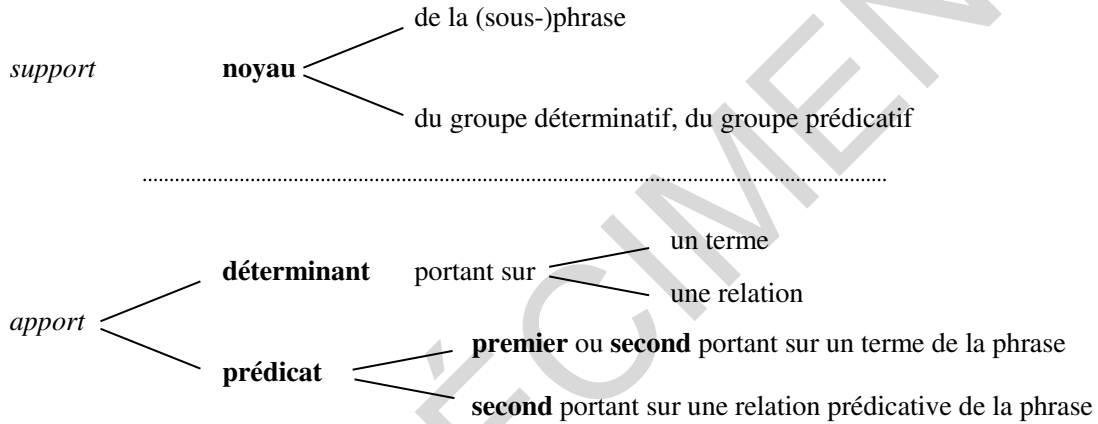 de la (sous-)phrase
support noyau
du groupe déterminatif, du groupe prédicatif
un terme
déterminant portant sur
une relation
apport
premier ou second portant sur un terme de la phrase
prédicat
second portant sur une relation prédicative de la phrase
ÉCIMEN